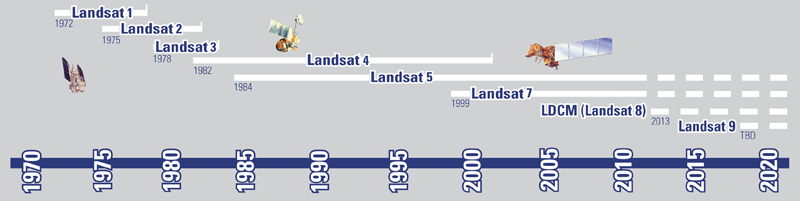 Landsat 1
1972
Landsat 2
1975
Landsat 3
1978
Landsat 4
1982
Landsat 5
1984
Landsat 7
1999
LDCM (Landsat 8)
2013
Landsat 9
TBD
1970 1975 1980 1985 1990 1995 2000 2005 2010 2015 2020